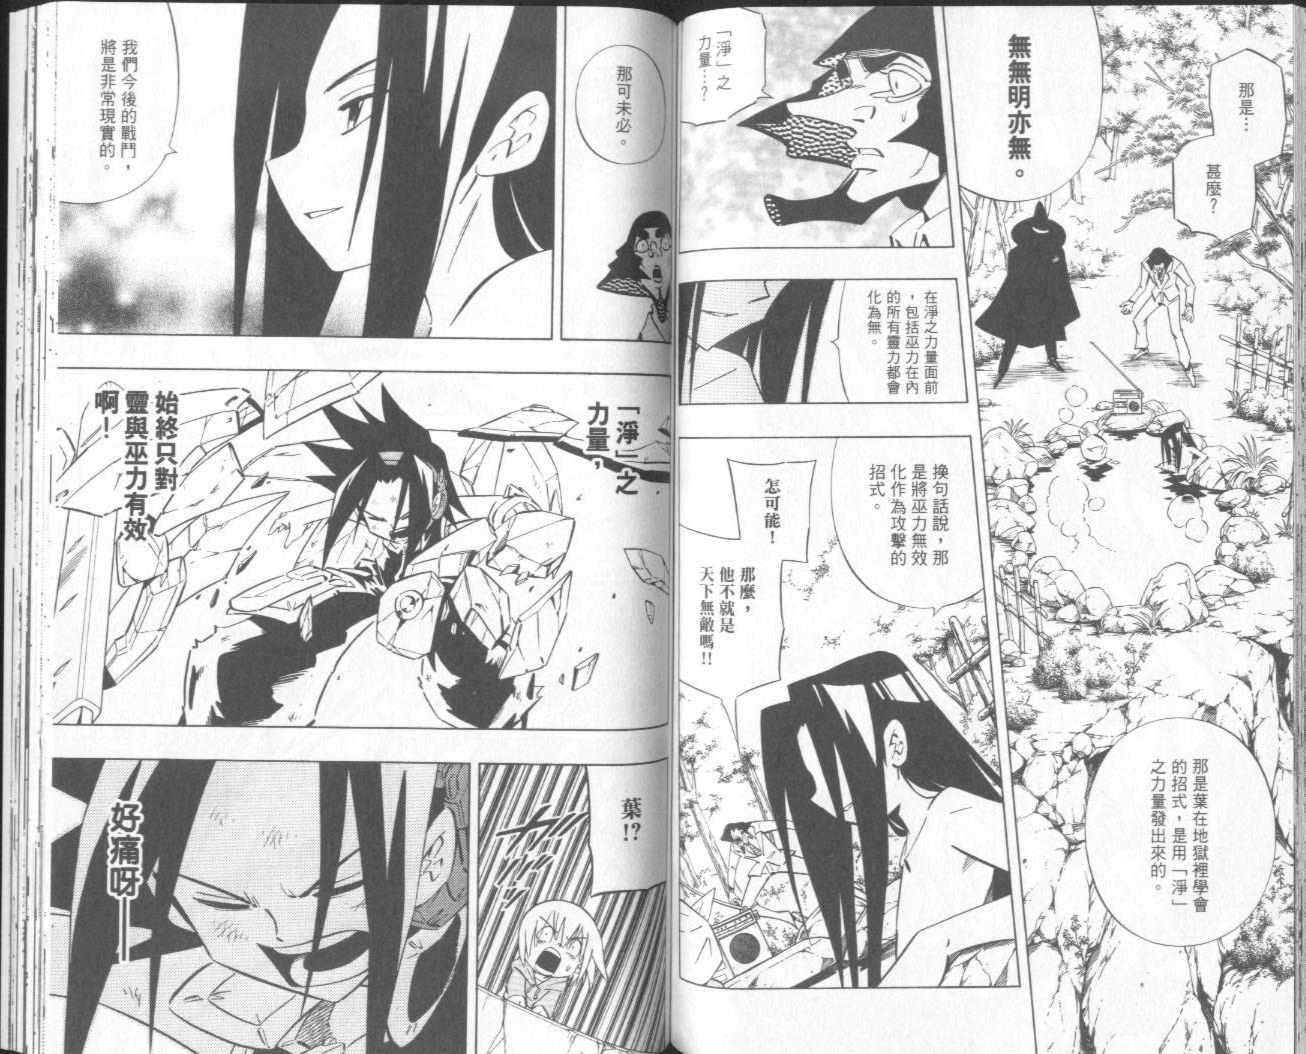 那是…
甚麼?
無無明亦無。
那是葉在地獄裡學會
的招式，是用「淨」
之力量發出來的。
「淨」之
力量…?
在淨之力量面前
，包括巫力在內
的所有靈力都會
化為無。
換句話說，那
是將巫力無效
化作為攻擊的
招式。
怎可能!
那麼，
他不就是
天下無敵嗎!!
那可未必。
我們今後的戰鬥，
將是非常現實的。
「淨」之
力量，
始終只對
靈與巫力有效
啊!
葉!?
好痛呀——